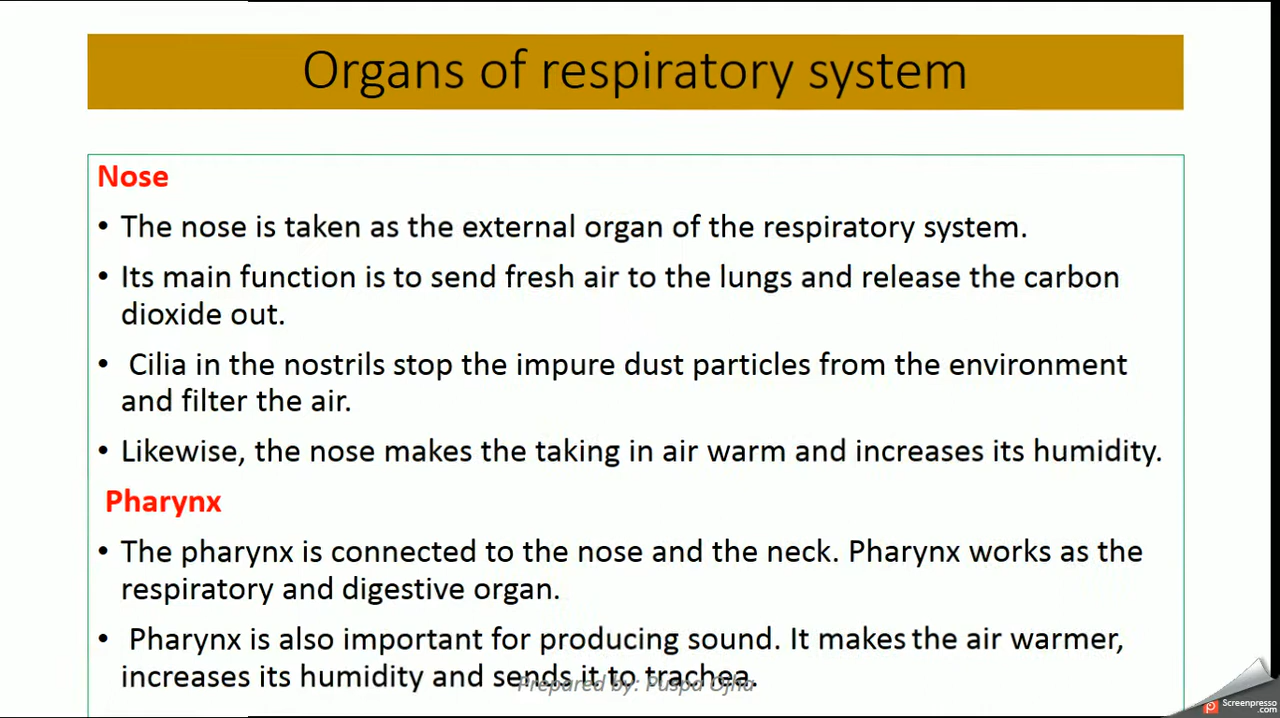 Organs of respiratory system
Nose
• The nose is taken as the external organ of the respiratory system.
• Its main function is to send fresh air to the lungs and release the carbon
dioxide out.
• Cilia in the nostrils stop the impure dust particles from the environment
and filter the air.
• Likewise, the nose makes the taking in air warm and increases its humidity.
Pharynx
• The pharynx is connected to the nose and the neck. Pharynx works as the
respiratory and digestive organ.
• Pharynx is also important for producing sound. It makes the air warmer,
increases its humidity and sends it to trachea.
Prepared by: Puspa Ojha
Screenpresso
.com